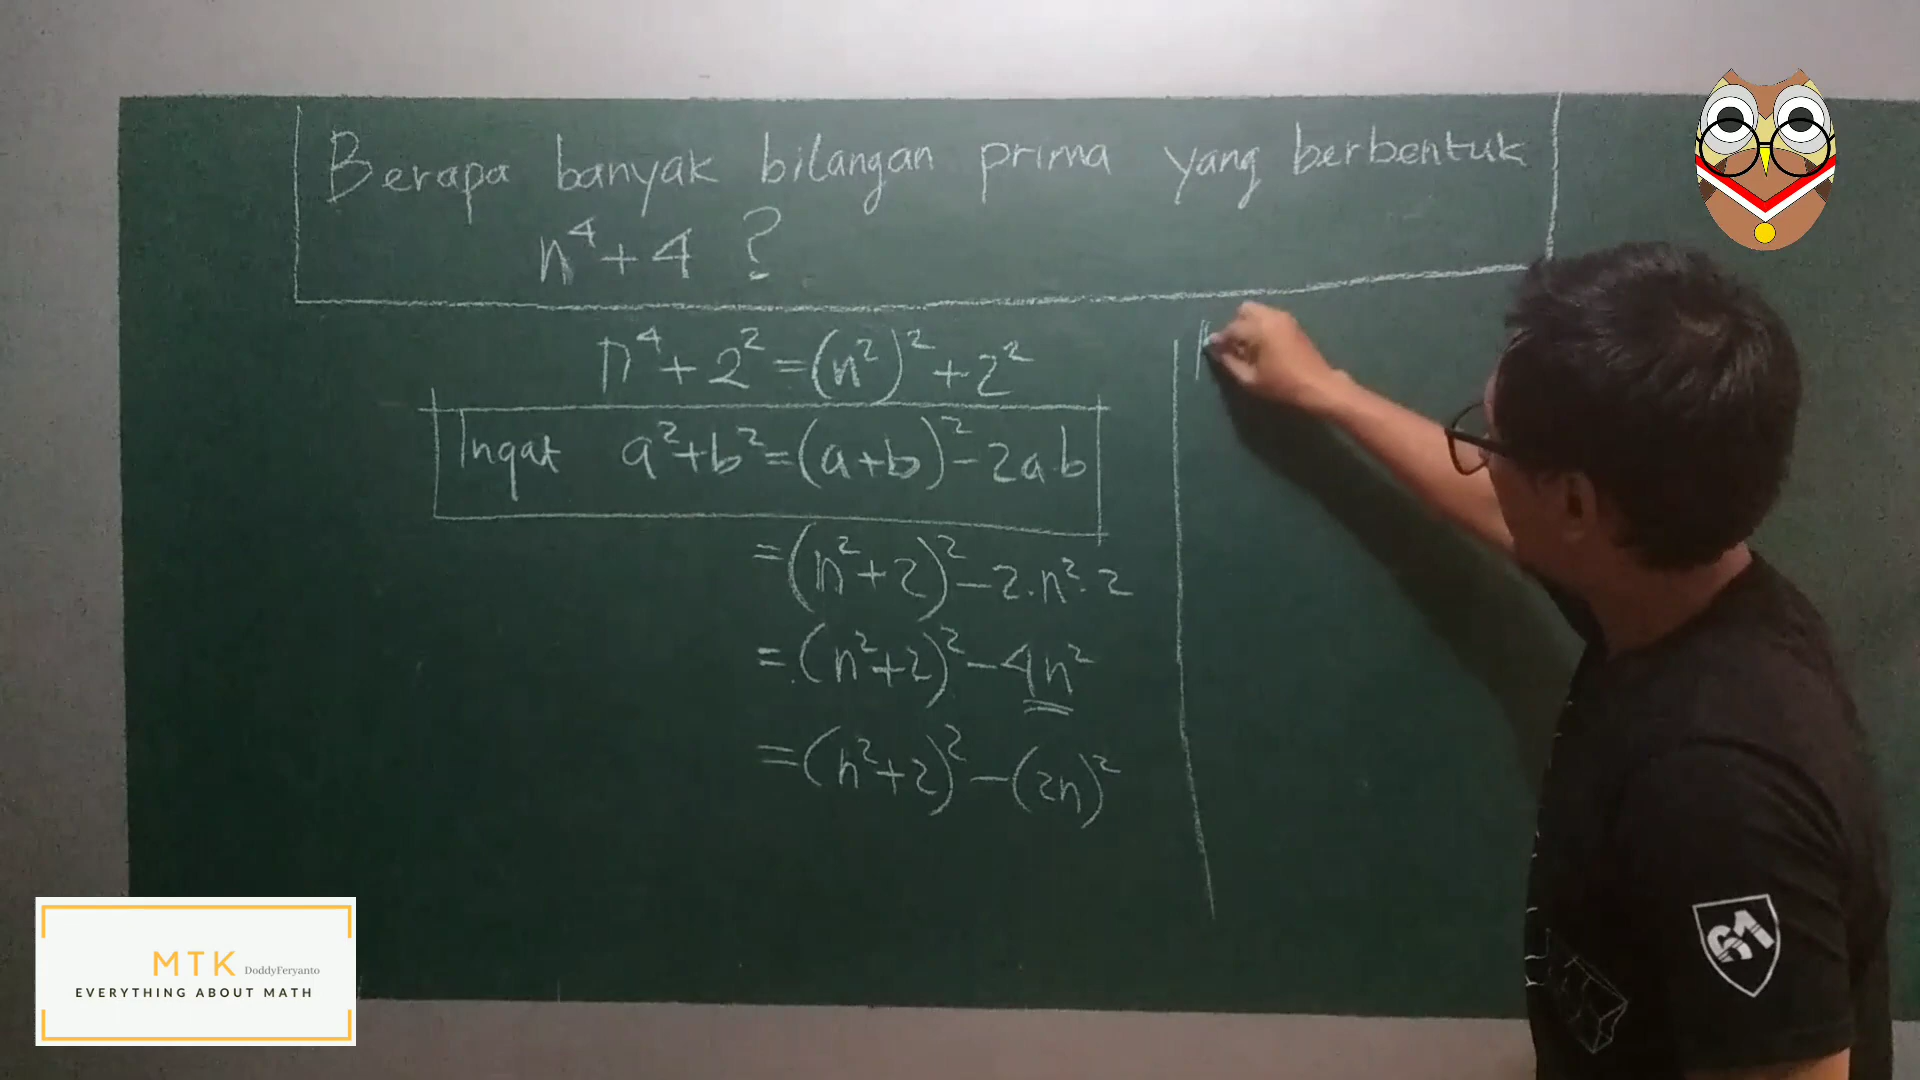 Berapa banyak bilangan prima yang berbentuk
n⁴+4 ?
n⁴+2²=(n²)²+2²
Ingat a²+b²=(a+b)²-2a.b
=(n²+2)²-2.n².2
=(n²+2)²-4n²
=(n²+2)²-(2n)²
MTK DoddyFeryanto
EVERYTHING ABOUT MATH